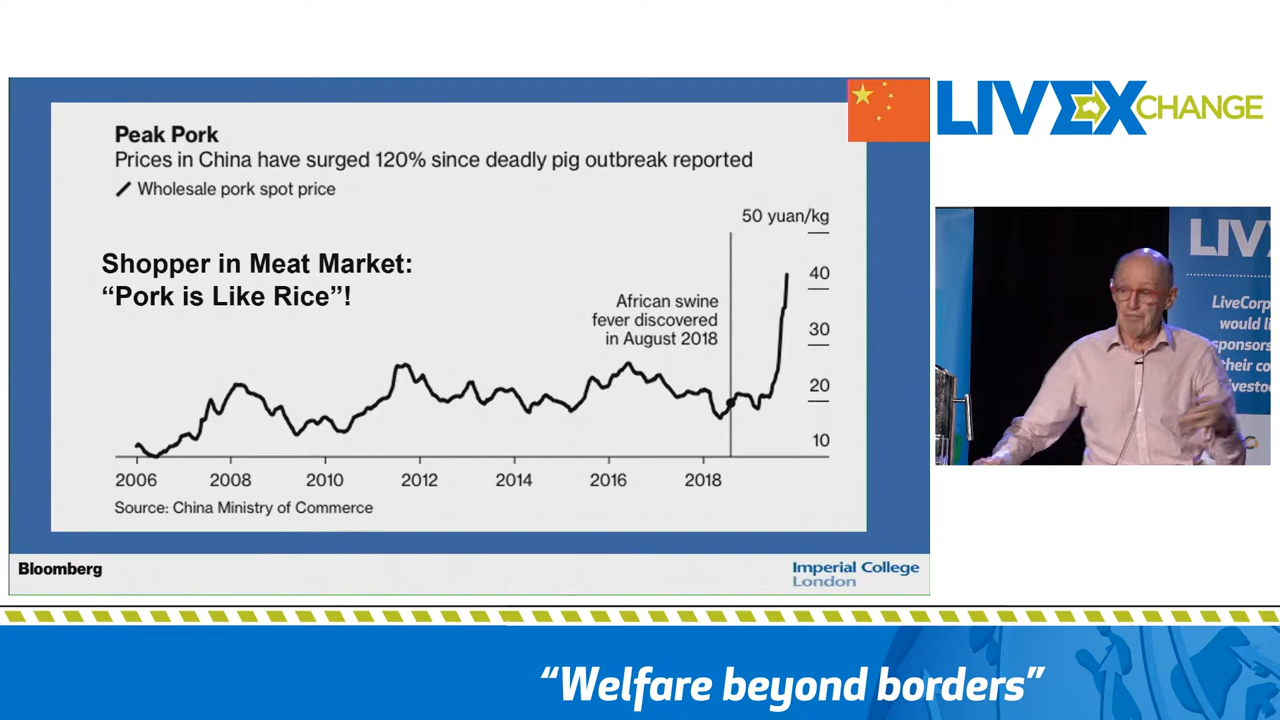 LIVEXCHANGE
Peak Pork
Prices in China have surged 120% since deadly pig outbreak reported
Wholesale pork spot price
50 yuan/kg
Shopper in Meat Market:
“Pork is Like Rice”!
40
African swine
fever discovered
in August 2018
30
20
10
2006 2008 2010 2012 2014 2016 2018
Source: China Ministry of Commerce
Bloomberg
Imperial College
London
LIV
LiveCorp
would li
sponsors
their co
livesto
“Welfare beyond borders”